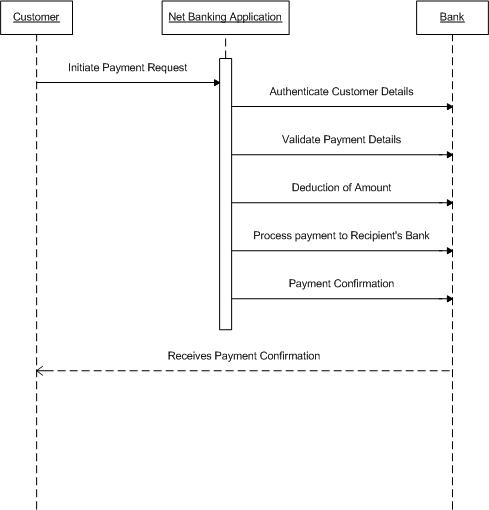 Customer
Net Banking Application
Bank
Initiate Payment Request
Authenticate Customer Details
Validate Payment Details
Deduction of Amount
Process payment to Recipient's Bank
Payment Confirmation
Receives Payment Confirmation